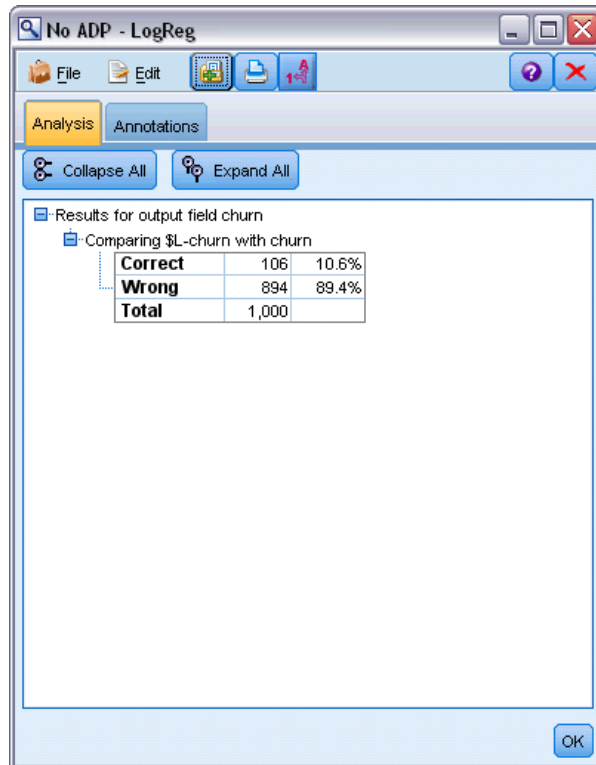 No ADP - LogReg
File Edit
Analysis Annotations
Collapse All Expand All
Results for output field churn
Comparing $L-churn with churn
Correct 106 10.6%
Wrong 894 89.4%
Total 1,000
OK